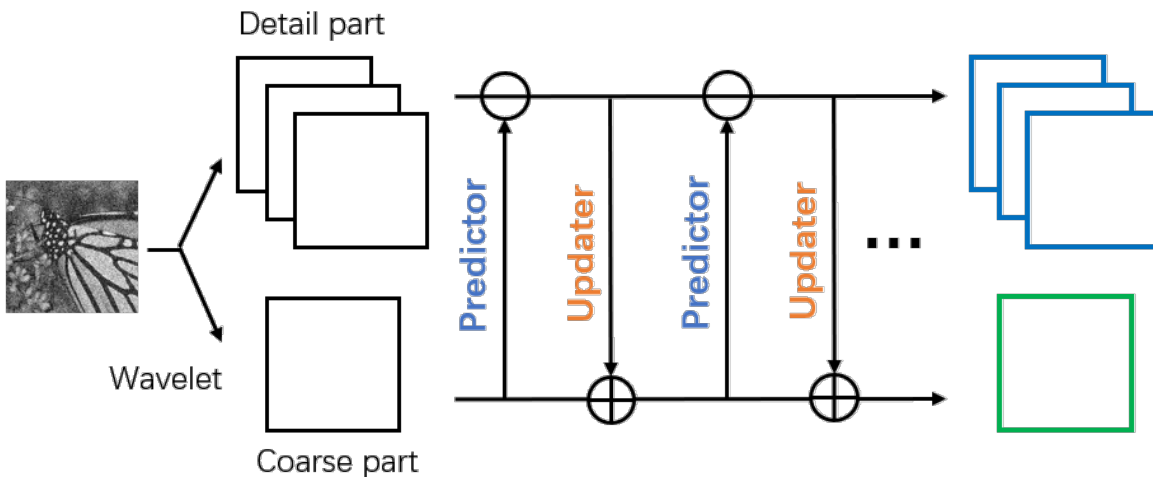 Detail part
Predictor
Updater
Predictor
Updater
...
Wavelet
Coarse part